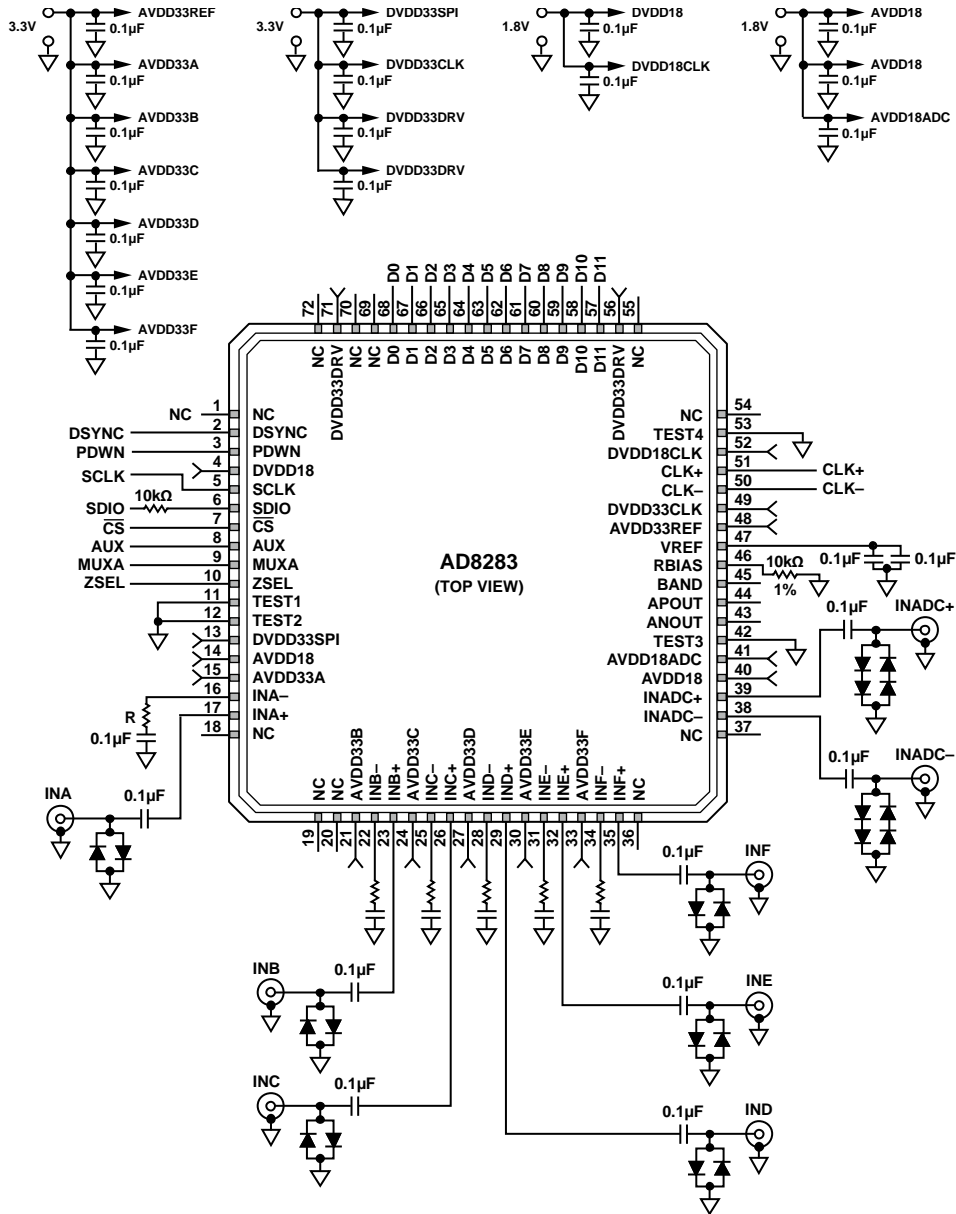 3.3V
AVDD33REF
0.1µF
AVDD33A
0.1µF
AVDD33B
0.1µF
AVDD33C
0.1µF
AVDD33D
0.1µF
AVDD33E
0.1µF
AVDD33F
0.1µF
3.3V
DVDD33SPI
0.1µF
DVDD33CLK
0.1µF
DVDD33DRV
0.1µF
DVDD33DRV
0.1µF
1.8V
DVDD18
0.1µF
DVDD18CLK
0.1µF
1.8V
AVDD18
0.1µF
AVDD18
0.1µF
AVDD18ADC
0.1µF
D0 D1 D2 D3 D4 D5 D6 D7 D8 D9 D10 D11
72 71 70 69 68 67 66 65 64 63 62 61 60 59 58 57 56 55
NC DVDD33DRV NC NC D0 D1 D2 D3 D4 D5 D6 D7 D8 D9 D10 D11 DVDD33DRV NC
NC 1 NC
DSYNC 2 DSYNC
PDWN 3 PDWN
4 DVDD18
SCLK 5 SCLK
SDIO 10kΩ 6 SDIO
CS 7 CS
AUX 8 AUX
MUXA 9 MUXA
ZSEL 10 ZSEL
11 TEST1
12 TEST2
13 DVDD33SPI
14 AVDD18
15 AVDD33A
16 INA–
17 INA+
18 NC
R
0.1µF
AD8283
(TOP VIEW)
NC 54
TEST4 53
DVDD18CLK 52
CLK+ 51 CLK+
CLK– 50 CLK–
DVDD33CLK 49
AVDD33REF 48
VREF 47
0.1µF 0.1µF
RBIAS 46 10kΩ
1%
BAND 45
APOUT 44
ANOUT 43
TEST3 42
AVDD18ADC 41
AVDD18 40
INADC+ 39
INADC– 38
NC 37
0.1µF INADC+
0.1µF INADC–
NC NC AVDD33B INB– INB+ AVDD33C INC– INC+ AVDD33D IND– IND+ AVDD33E INE– INE+ AVDD33F INF– INF+ NC
19 20 21 22 23 24 25 26 27 28 29 30 31 32 33 34 35 36
INA 0.1µF
0.1µF INF
INB 0.1µF
0.1µF INE
INC 0.1µF
0.1µF IND